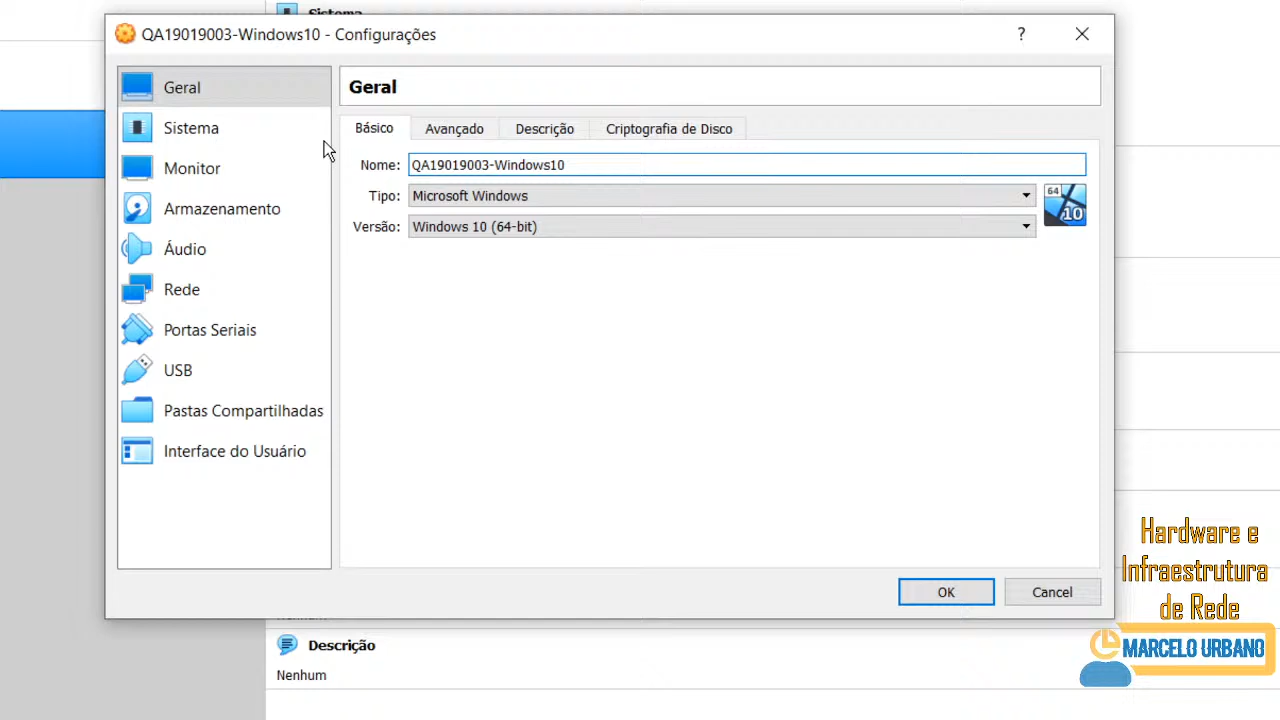 Sistema
QA19019003-Windows10 - Configurações
?
Geral
Sistema
Monitor
Armazenamento
Áudio
Rede
Portas Seriais
USB
Pastas Compartilhadas
Interface do Usuário
Geral
Básico Avançado Descrição Criptografia de Disco
Nome: QA19019003-Windows10
Tipo: Microsoft Windows
Versão: Windows 10 (64-bit)
64
10
OK Cancel
Descrição
Nenhum
Hardware e
Infraestrutura
de Rede
MARCELO URBANO